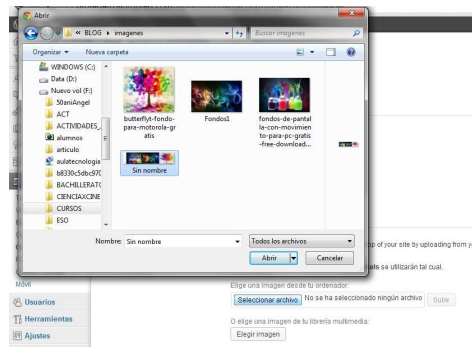 Abrir
« BLOG ▸ imagenes
Buscar imagenes
Organizar
Nueva carpeta
WINDOWS (C:)
Data (D:)
Nuevo vol (F:)
50aniAngel
ACT
ACTIVIDADES_
alumnos
articulo
aulatecnologia
b8330c5dbc970
BACHILLERATO
CIENCIAXCINE
CURSOS
ESO
butterflyt-fondo-
para-motorola-gr
atis
Fondos1
fondos-de-pantal
la-con-movimien
to-para-pc-gratis
-free-download...
Sin nombre
Nombre: Sin nombre
Todos los archivos
Abrir
Cancelar
top of your site by uploading from y
els se utilizarán tal cual.
Móvil
Usuarios
Herramientas
Ajustes
Elige una imagen desde tu ordenador:
Seleccionar archivo No se ha seleccionado ningún archivo Subir
O elige una imagen de tu librería multimedia:
Elegir imagen